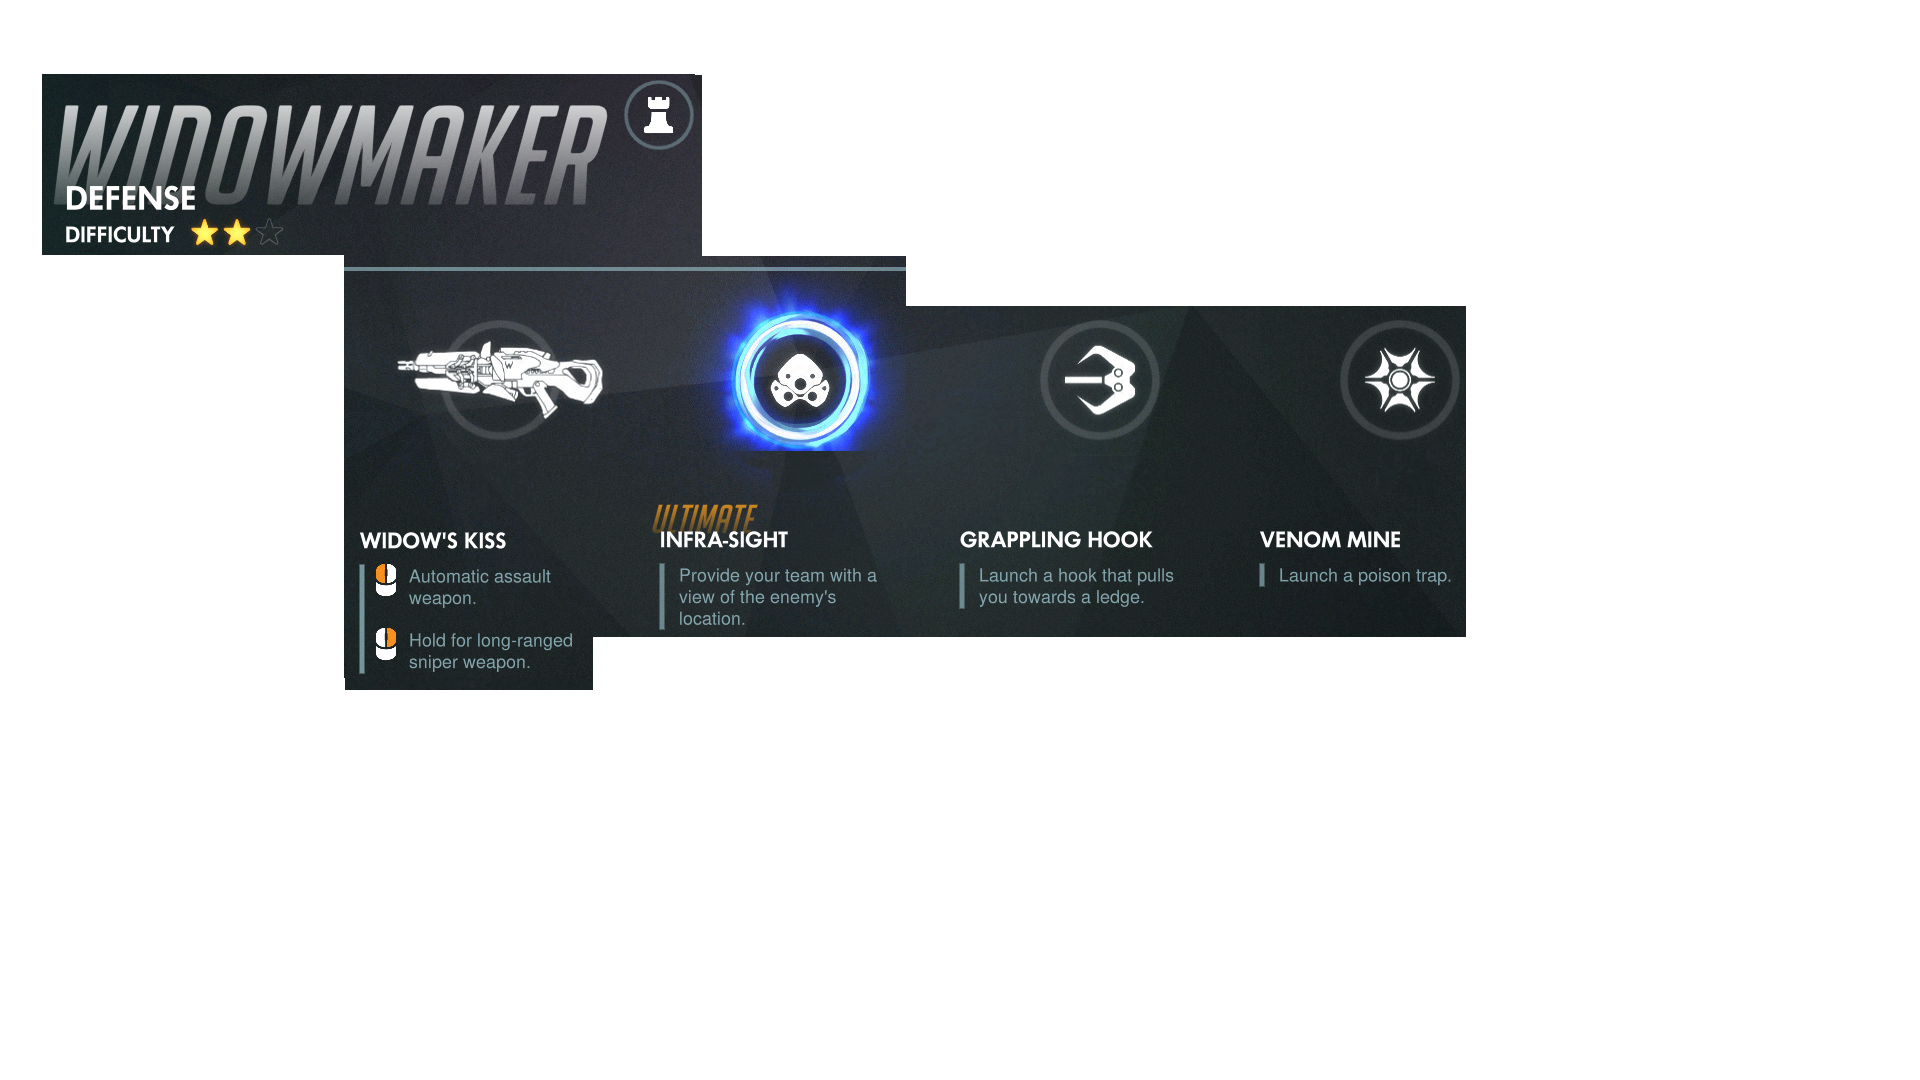 WIDOWMAKER
DEFENSE
DIFFICULTY
WIDOW'S KISS
Automatic assault
weapon.
Hold for long-ranged
sniper weapon.
ULTIMATE
INFRA-SIGHT
Provide your team with a
view of the enemy's
location.
GRAPPLING HOOK
Launch a hook that pulls
you towards a ledge.
VENOM MINE
Launch a poison trap.